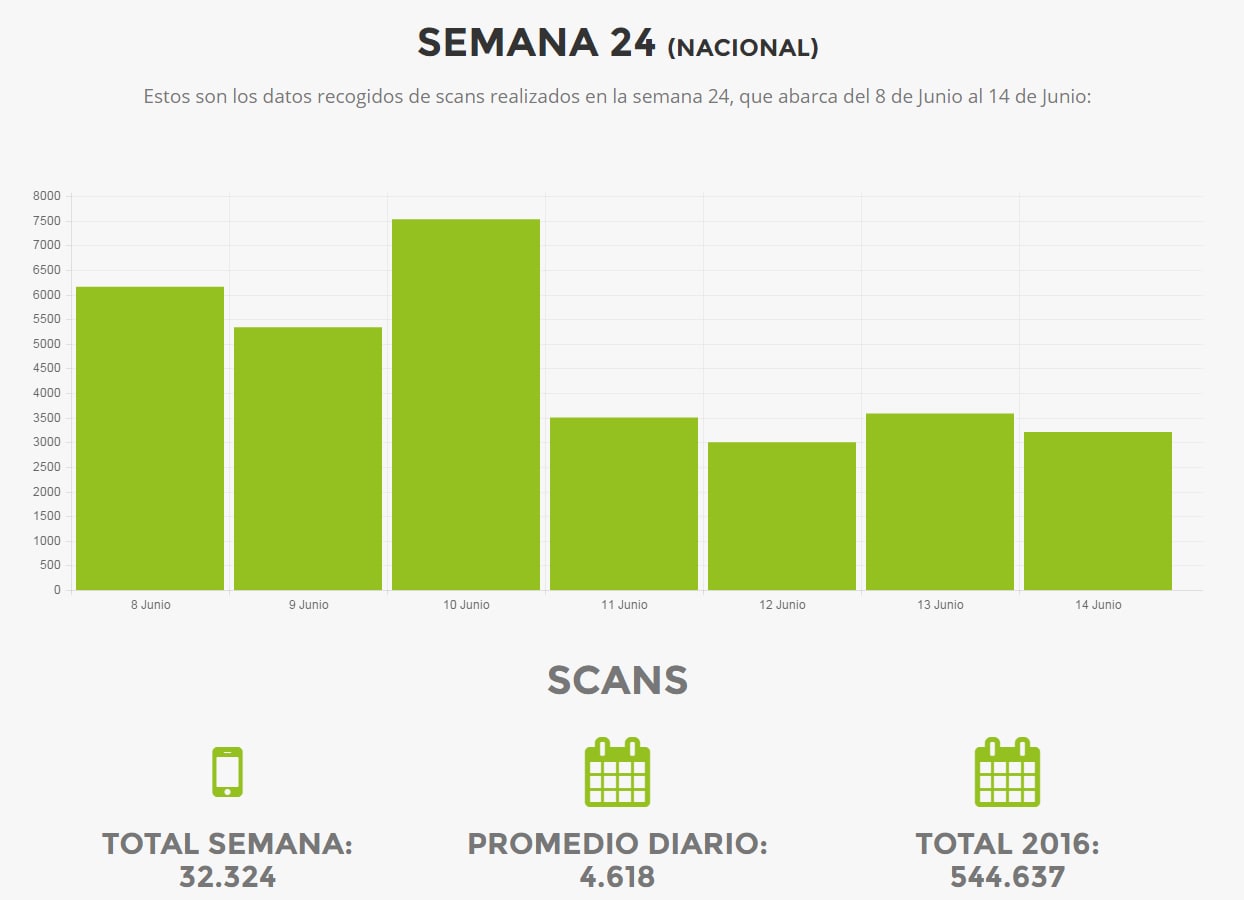 SEMANA 24 (NACIONAL)
Estos son los datos recogidos de scans realizados en la semana 24, que abarca del 8 de Junio al 14 de Junio:
8000
7500
7000
6500
6000
5500
5000
4500
4000
3500
3000
2500
2000
1500
1000
500
0
8 Junio 9 Junio 10 Junio 11 Junio 12 Junio 13 Junio 14 Junio
SCANS
TOTAL SEMANA:
32.324
PROMEDIO DIARIO:
4.618
TOTAL 2016:
544.637